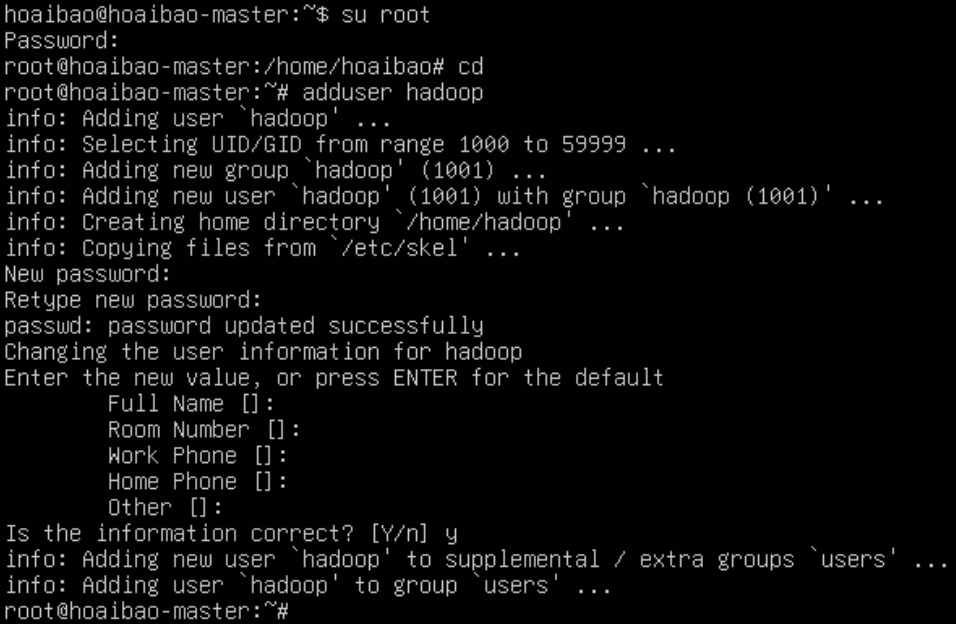 hoaibao@hoaibao-master:~$ su root
Password:
root@hoaibao-master:/home/hoaibao# cd
root@hoaibao-master:~# adduser hadoop
info: Adding user `hadoop' ...
info: Selecting UID/GID from range 1000 to 59999 ...
info: Adding new group `hadoop' (1001) ...
info: Adding new user `hadoop' (1001) with group `hadoop (1001)' ...
info: Creating home directory `/home/hadoop' ...
info: Copying files from `/etc/skel' ...
New password:
Retype new password:
passwd: password updated successfully
Changing the user information for hadoop
Enter the new value, or press ENTER for the default
        Full Name []:
        Room Number []:
        Work Phone []:
        Home Phone []:
        Other []:
Is the information correct? [Y/n] y
info: Adding new user `hadoop' to supplemental / extra groups `users' ...
info: Adding user `hadoop' to group `users' ...
root@hoaibao-master:~#